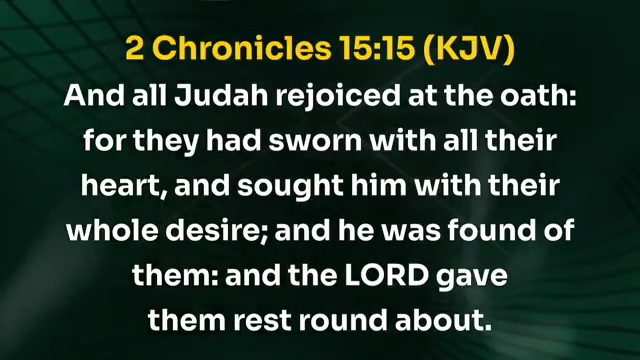 2 Chronicles 15:15 (KJV)
And all Judah rejoiced at the oath:
for they had sworn with all their
heart, and sought him with their
whole desire; and he was found of
them: and the LORD gave
them rest round about.